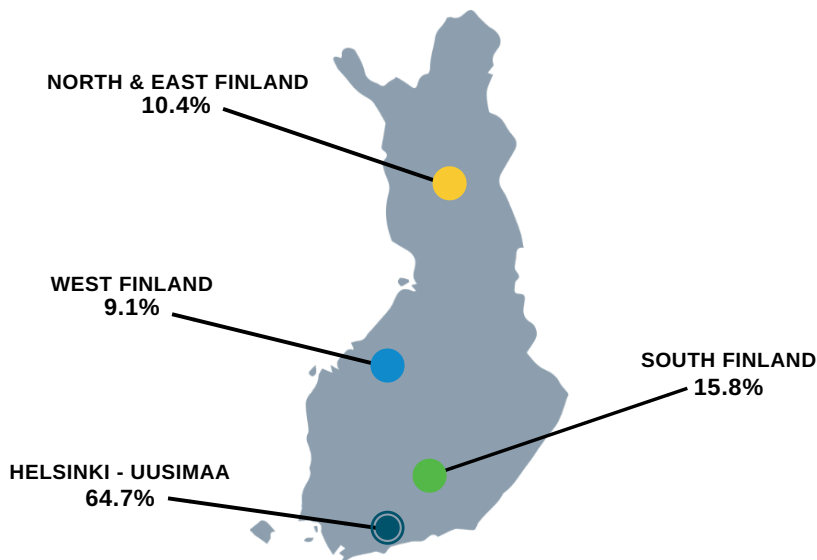 NORTH & EAST FINLAND
10.4%
WEST FINLAND
9.1%
SOUTH FINLAND
15.8%
HELSINKI - UUSIMAA
64.7%